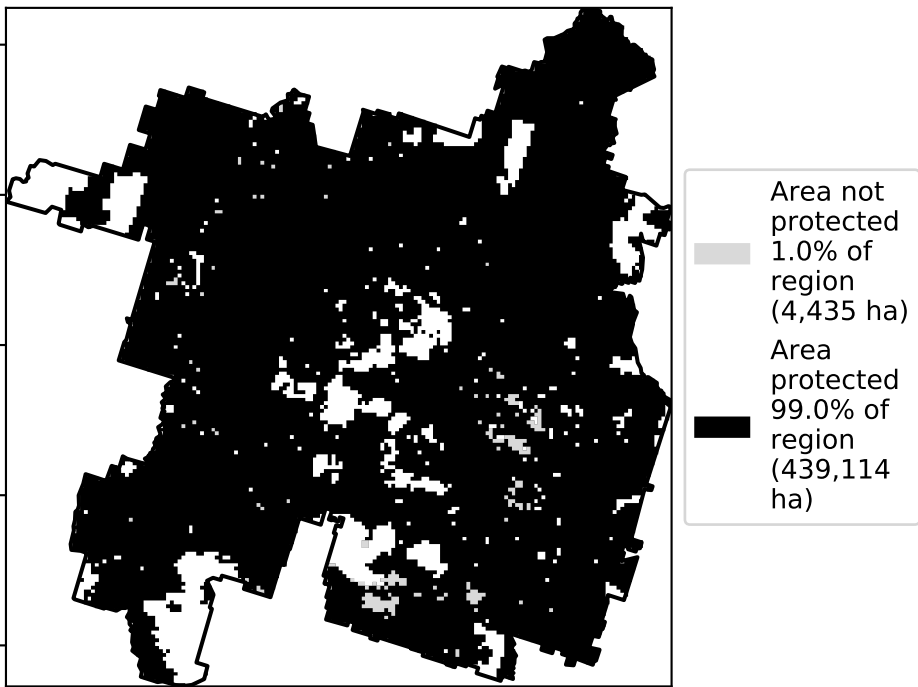 Area not
protected
1.0% of
region
(4,435 ha)
Area
protected
99.0% of
region
(439,114
ha)